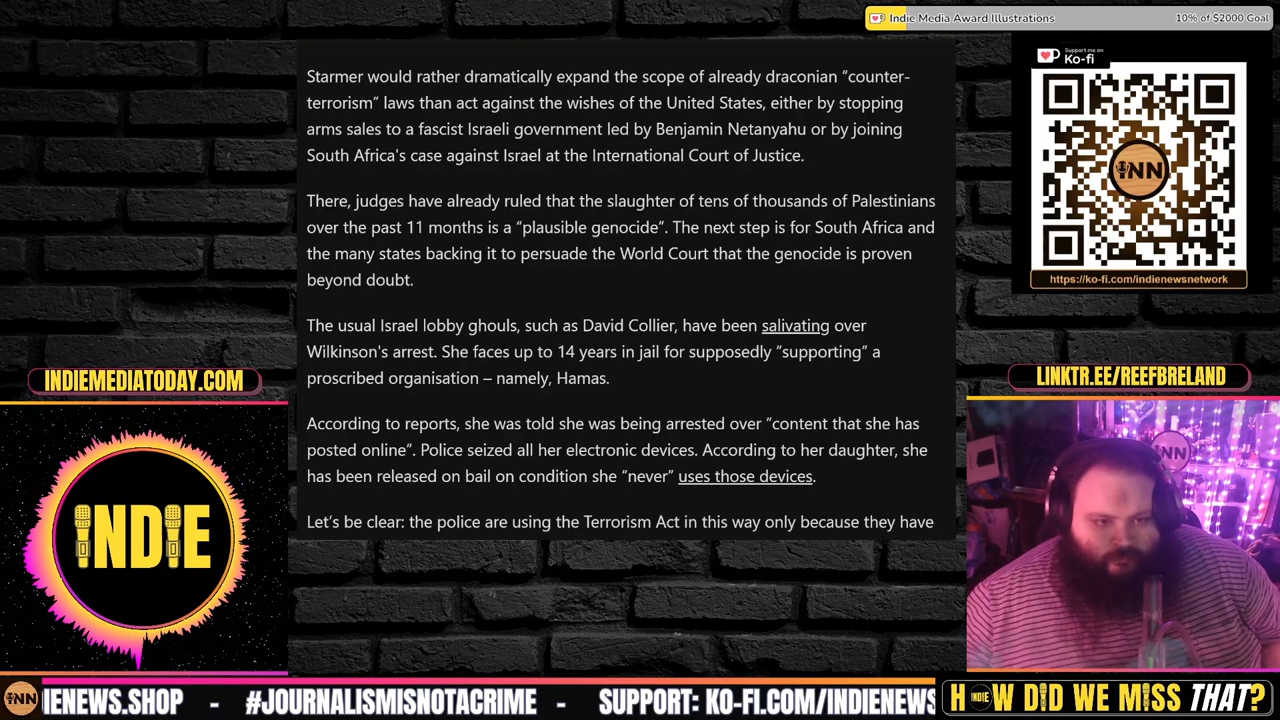 Indie Media Award Illustrations
10% of $2000 Goal
Starmer would rather dramatically expand the scope of already draconian “counter-
terrorism” laws than act against the wishes of the United States, either by stopping
arms sales to a fascist Israeli government led by Benjamin Netanyahu or by joining
South Africa's case against Israel at the International Court of Justice.
There, judges have already ruled that the slaughter of tens of thousands of Palestinians
over the past 11 months is a “plausible genocide”. The next step is for South Africa and
the many states backing it to persuade the World Court that the genocide is proven
beyond doubt.
The usual Israel lobby ghouls, such as David Collier, have been salivating over
Wilkinson's arrest. She faces up to 14 years in jail for supposedly “supporting” a
proscribed organisation – namely, Hamas.
According to reports, she was told she was being arrested over “content that she has
posted online”. Police seized all her electronic devices. According to her daughter, she
has been released on bail on condition she “never” uses those devices.
Let’s be clear: the police are using the Terrorism Act in this way only because they have
Support me on
Ko-fi
INN
https://ko-fi.com/indienewsnetwork
INDIEMEDIATODAY.COM
INDIE
LINKTR.EE/REEFBRELAND
INN
INN
IENEWS.SHOP - #JOURNALISMISNOTACRIME - SUPPORT: KO-FI.COM/INDIENEWS
HOW DID WE MISS THAT?
INDIE